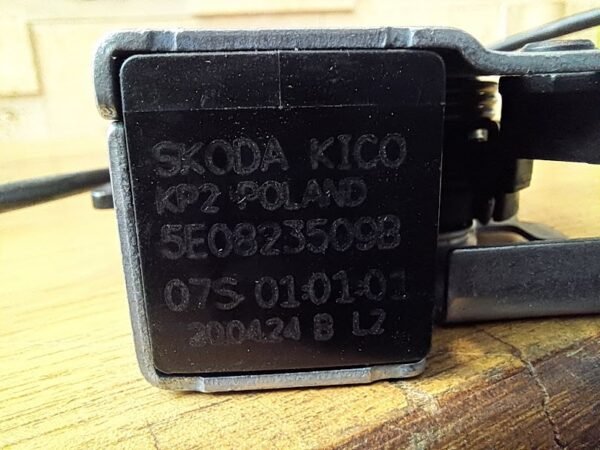 SKODA KICO
KP2 POLAND
5E0823509B
07S 01:01:01
200424 B L2